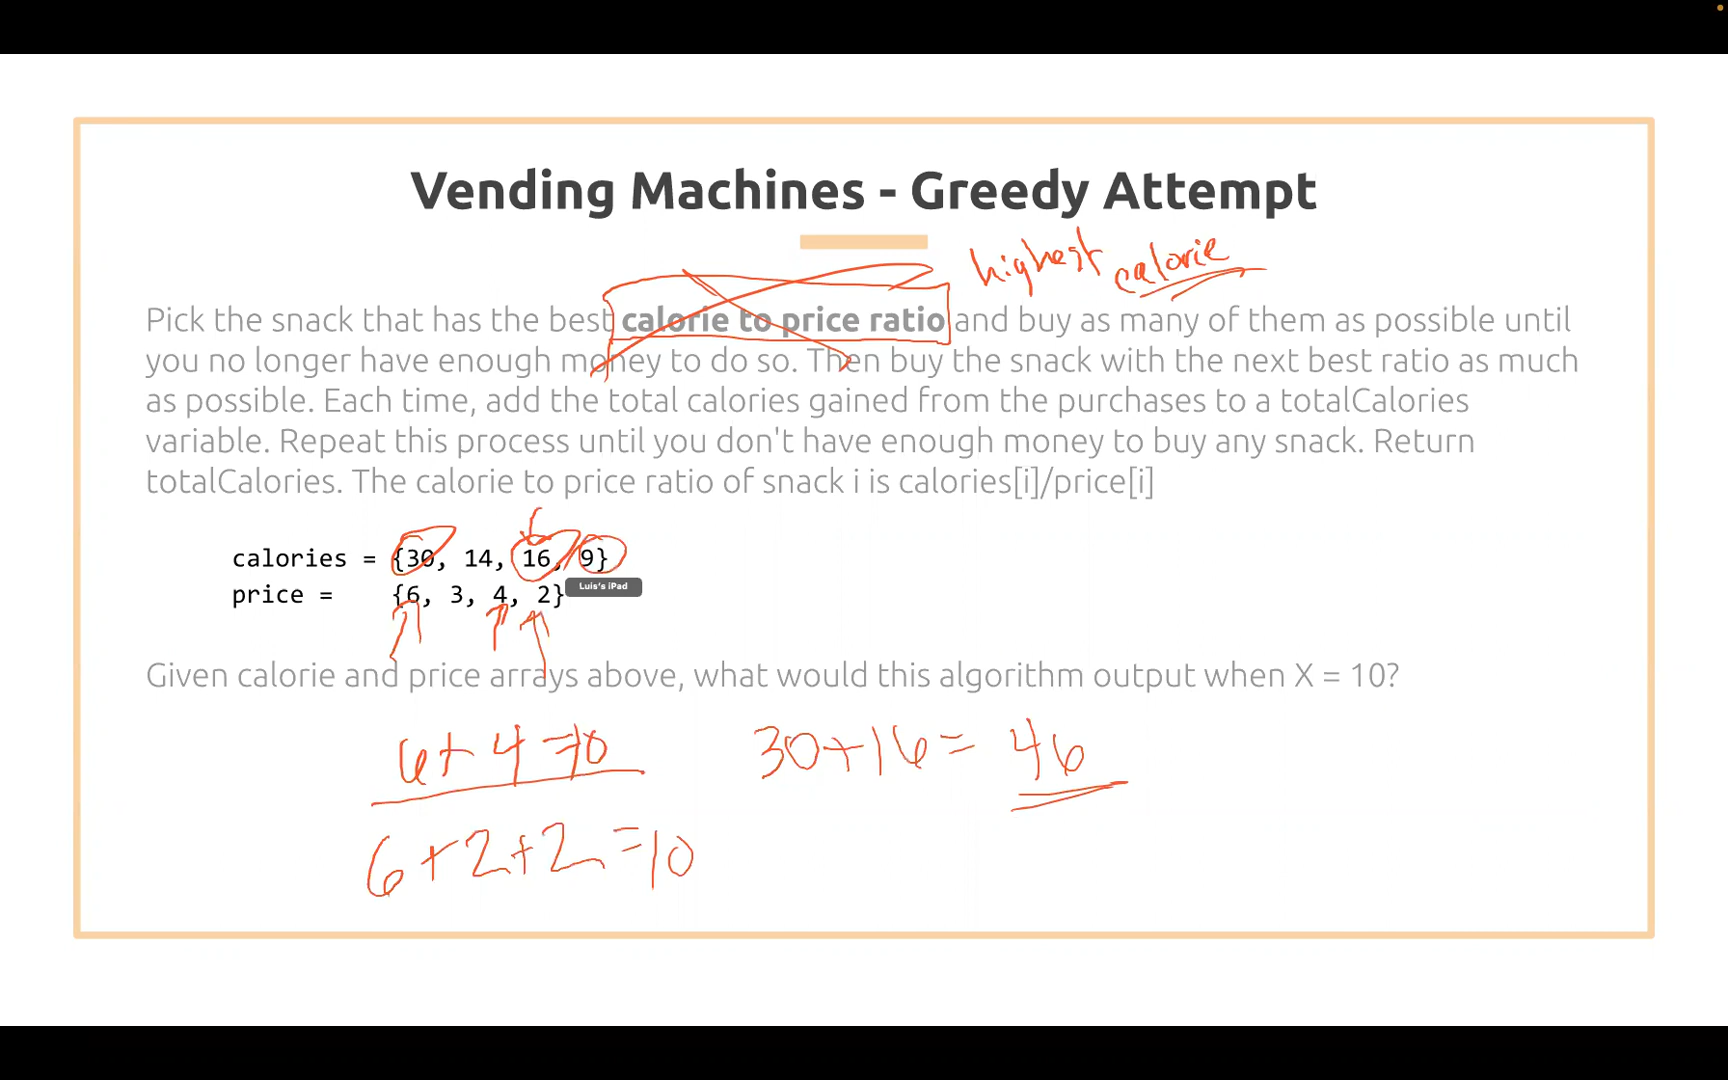 Vending Machines - Greedy Attempt
highest calorie
Pick the snack that has the best calorie to price ratio and buy as many of them as possible until
you no longer have enough money to do so. Then buy the snack with the next best ratio as much
as possible. Each time, add the total calories gained from the purchases to a totalCalories
variable. Repeat this process until you don't have enough money to buy any snack. Return
totalCalories. The calorie to price ratio of snack i is calories[i]/price[i]
calories = {30, 14, 16, 9}
Luis's iPad
price = {6, 3, 4, 2}
Given calorie and price arrays above, what would this algorithm output when X = 10?
6+ 4 =10 30+16= 46
6+2+2=10